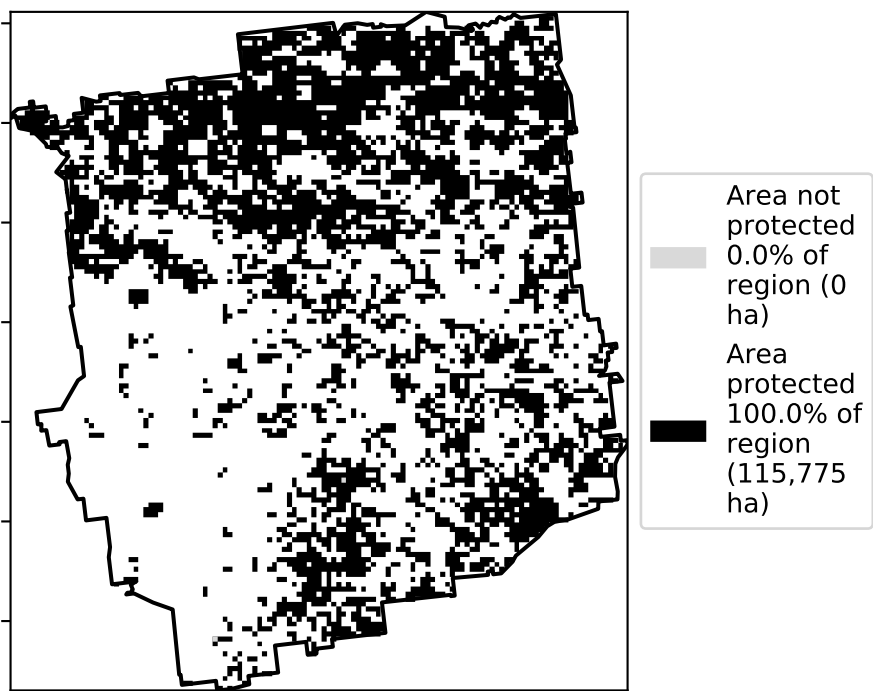 Area not
protected
0.0% of
region (0
ha)
Area
protected
100.0% of
region
(115,775
ha)